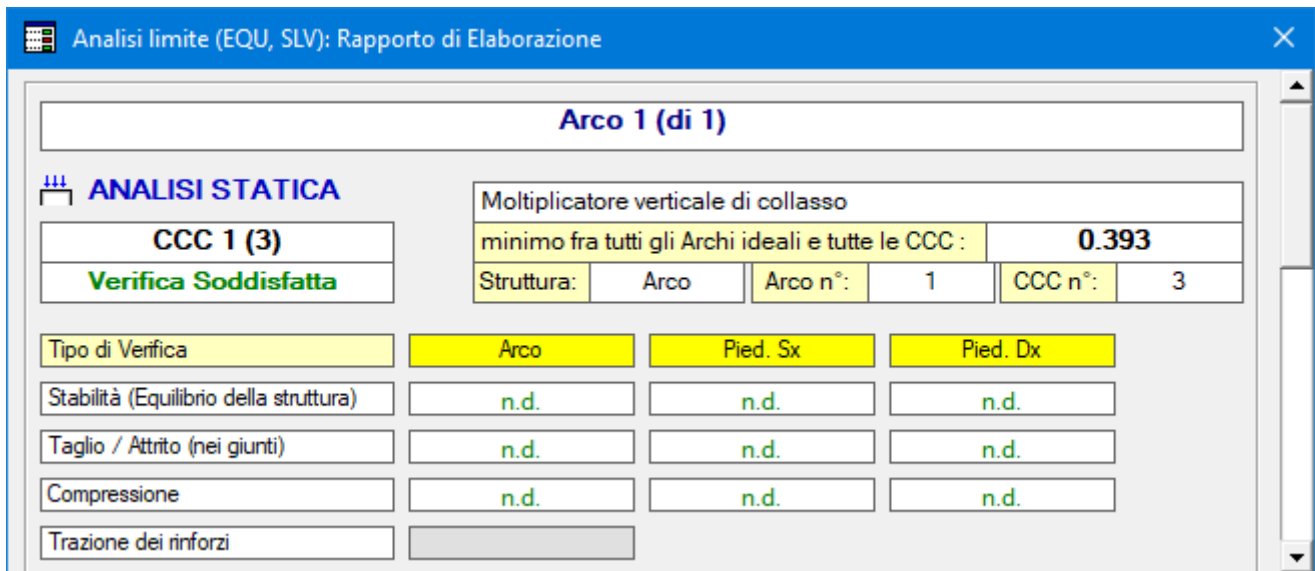 Analisi limite (EQU, SLV): Rapporto di Elaborazione
Arco 1 (di 1)
ANALISI STATICA
CCC 1 (3)
Verifica Soddisfatta
Moltiplicatore verticale di collasso
minimo fra tutti gli Archi ideali e tutte le CCC : 0.393
Struttura: Arco Arco n°: 1 CCC n°: 3
Tipo di Verifica Arco Pied. Sx Pied. Dx
Stabilità (Equilibrio della struttura) n.d. n.d. n.d.
Taglio / Attrito (nei giunti) n.d. n.d. n.d.
Compressione n.d. n.d. n.d.
Trazione dei rinforzi